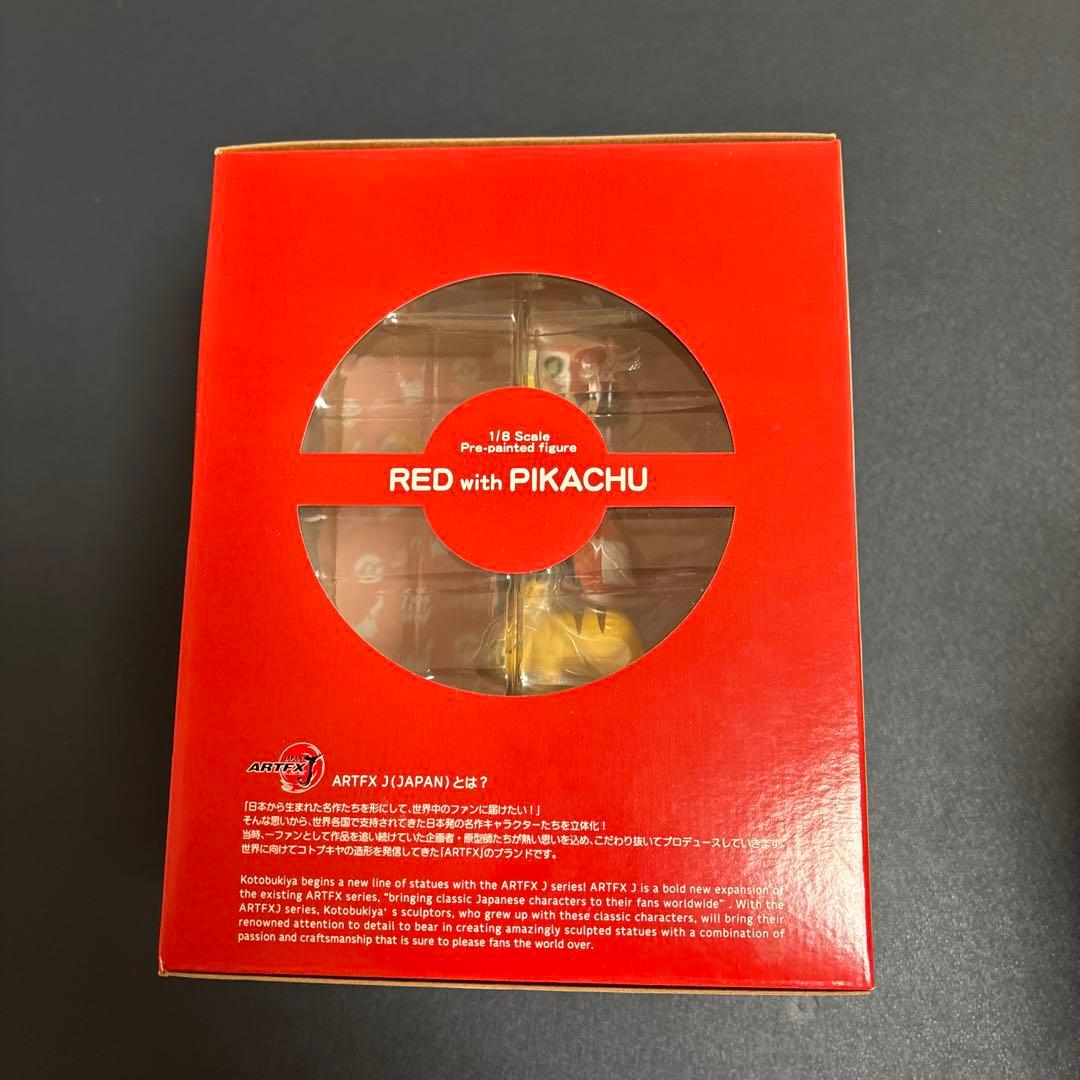 1/8 Scale
Pre-painted figure
RED with PIKACHU
JAPAN
ARTFX J
ARTFX J(JAPAN)とは?
「日本から生まれた名作たちを形にして、世界中のファンに届けたい!」
そんな思いから、世界各国で支持されてきた日本発の名作キャラクターたちを立体化!
当時、一ファンとして作品を追い続けていた企画者・原型師たちが熱い思いを込め、こだわり抜いてプロデュースしていきます。
世界に向けてコトブキヤの造形を発信してきた「ARTFX」のブランドです。
Kotobukiya begins a new line of statues with the ARTFX J series! ARTFX J is a bold new expansion of
the existing ARTFX series, “bringing classic Japanese characters to their fans worldwide” . With the
ARTFXJ series, Kotobukiya’ s sculptors, who grew up with these classic characters, will bring their
renowned attention to detail to bear in creating amazingly sculpted statues with a combination of
passion and craftsmanship that is sure to please fans the world over.